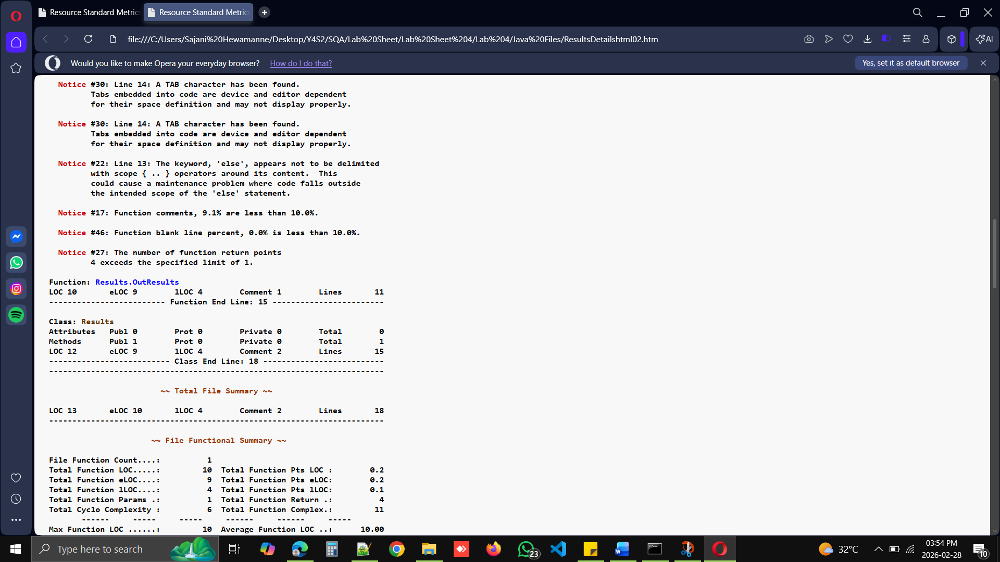 Resource Standard Metrics
Resource Standard Metrics
file:///C:/Users/Sajani%20Hewamanne/Desktop/Y4S2/SQA/Lab%20Sheet/Lab%20Sheet%204/Lab%204/Java%20Files/ResultsDetailshtml02.htm
AI
Would you like to make Opera your everyday browser? How do I do that?
Yes, set it as default browser
Notice #30: Line 14: A TAB character has been found.
Tabs embedded into code are device and editor dependent
for their space definition and may not display properly.
Notice #30: Line 14: A TAB character has been found.
Tabs embedded into code are device and editor dependent
for their space definition and may not display properly.
Notice #22: Line 13: The keyword, 'else', appears not to be delimited
with scope { .. } operators around its content.  This
could cause a maintenance problem where code falls outside
the intended scope of the 'else' statement.
Notice #17: Function comments, 9.1% are less than 10.0%.
Notice #46: Function blank line percent, 0.0% is less than 10.0%.
Notice #27: The number of function return points
4 exceeds the specified limit of 1.
Function: Results.OutResults
LOC 10 eLOC 9 lLOC 4 Comment 1 Lines 11
------------------------- Function End Line: 15 ------------------------
Class: Results
Attributes Publ 0 Prot 0 Private 0 Total 0
Methods Publ 1 Prot 0 Private 0 Total 1
LOC 12 eLOC 9 lLOC 4 Comment 2 Lines 15
-------------------------- Class End Line: 18 --------------------------
------------------------------------------------------------------------
~~ Total File Summary ~~
LOC 13 eLOC 10 lLOC 4 Comment 2 Lines 18
------------------------------------------------------------------------
~~ File Functional Summary ~~
File Function Count....: 1
Total Function LOC.....: 10 Total Function Pts LOC : 0.2
Total Function eLOC....: 9 Total Function Pts eLOC: 0.2
Total Function lLOC....: 4 Total Function Pts lLOC: 0.1
Total Function Params .: 1 Total Function Return .: 4
Total Cyclo Complexity : 6 Total Function Complex.: 11
------ ----- ----- ------ ------ -----
Max Function LOC ......: 10 Average Function LOC ..: 10.00
Type here to search
23
32°C
03:54 PM
2026-02-28
10